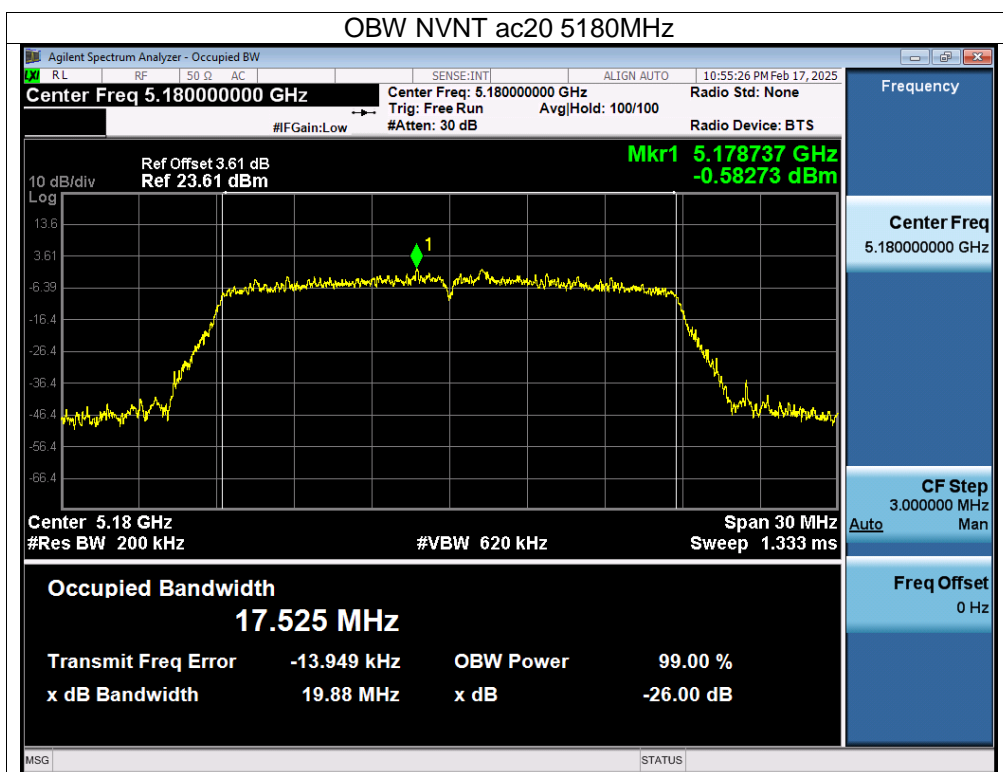 OBW NVNT ac20 5180MHz
Agilent Spectrum Analyzer - Occupied BW
LXI RL RF 50 Ω AC SENSE:INT ALIGN AUTO 10:55:26 PM Feb 17, 2025
Center Freq 5.180000000 GHz
Center Freq: 5.180000000 GHz Radio Std: None
Trig: Free Run Avg|Hold: 100/100
#IFGain:Low #Atten: 30 dB Radio Device: BTS
Frequency
Mkr1 5.178737 GHz
-0.58273 dBm
Ref Offset 3.61 dB
10 dB/div Ref 23.61 dBm
Log
13.6
3.61
-6.39
-16.4
-26.4
-36.4
-46.4
-56.4
-66.4
1
Center 5.18 GHz Span 30 MHz
#Res BW 200 kHz #VBW 620 kHz Sweep 1.333 ms
Occupied Bandwidth
17.525 MHz
Transmit Freq Error -13.949 kHz OBW Power 99.00 %
x dB Bandwidth 19.88 MHz x dB -26.00 dB
Center Freq
5.180000000 GHz
CF Step
3.000000 MHz
Auto Man
Freq Offset
0 Hz
MSG STATUS